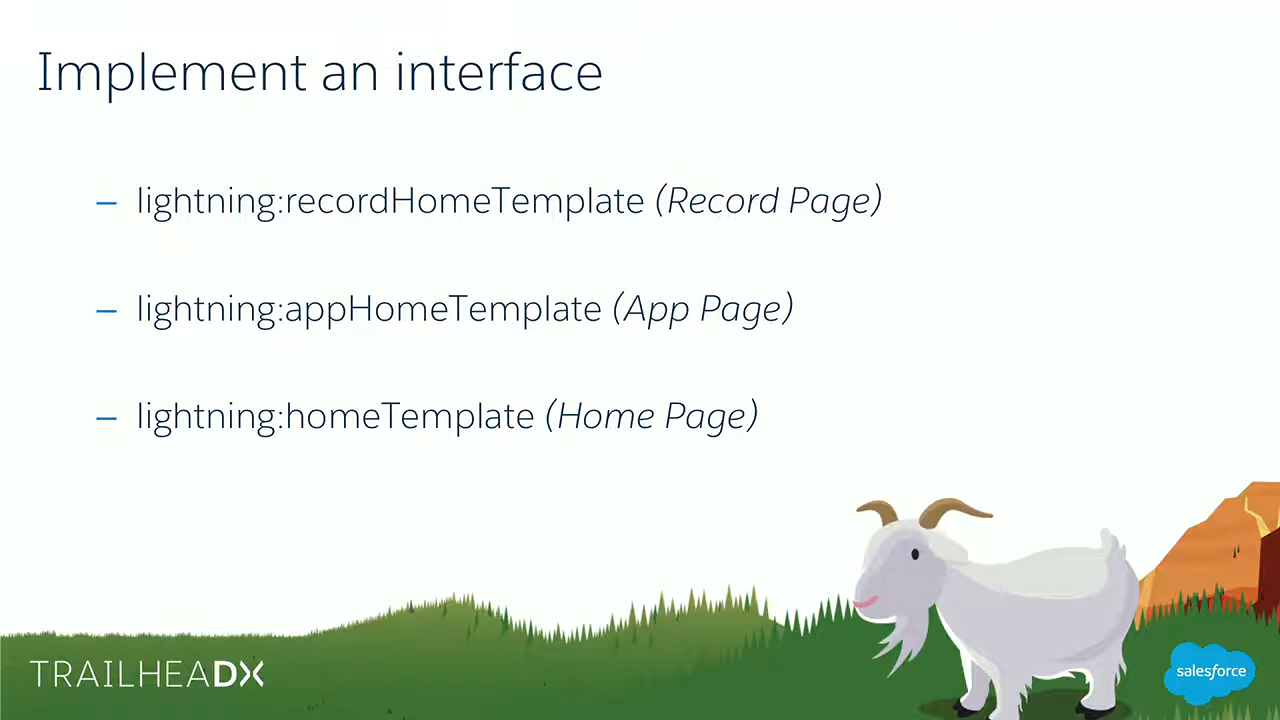 Implement an interface
– lightning:recordHomeTemplate (Record Page)
– lightning:appHomeTemplate (App Page)
– lightning:homeTemplate (Home Page)
TRAILHEADX
salesforce